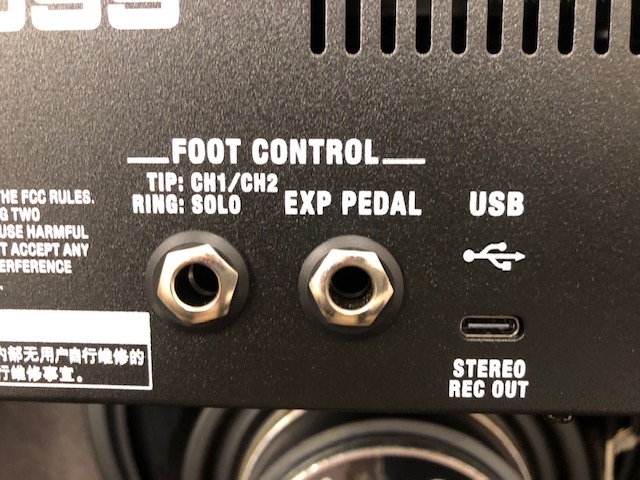 FOOT CONTROL
TIP: CH1/CH2
RING: SOLO
EXP PEDAL
USB
THE FCC RULES.
TWO
USE HARMFUL
ACCEPT ANY
STEREO
REC OUT
内部无用户自行维修的
行维修事宜。